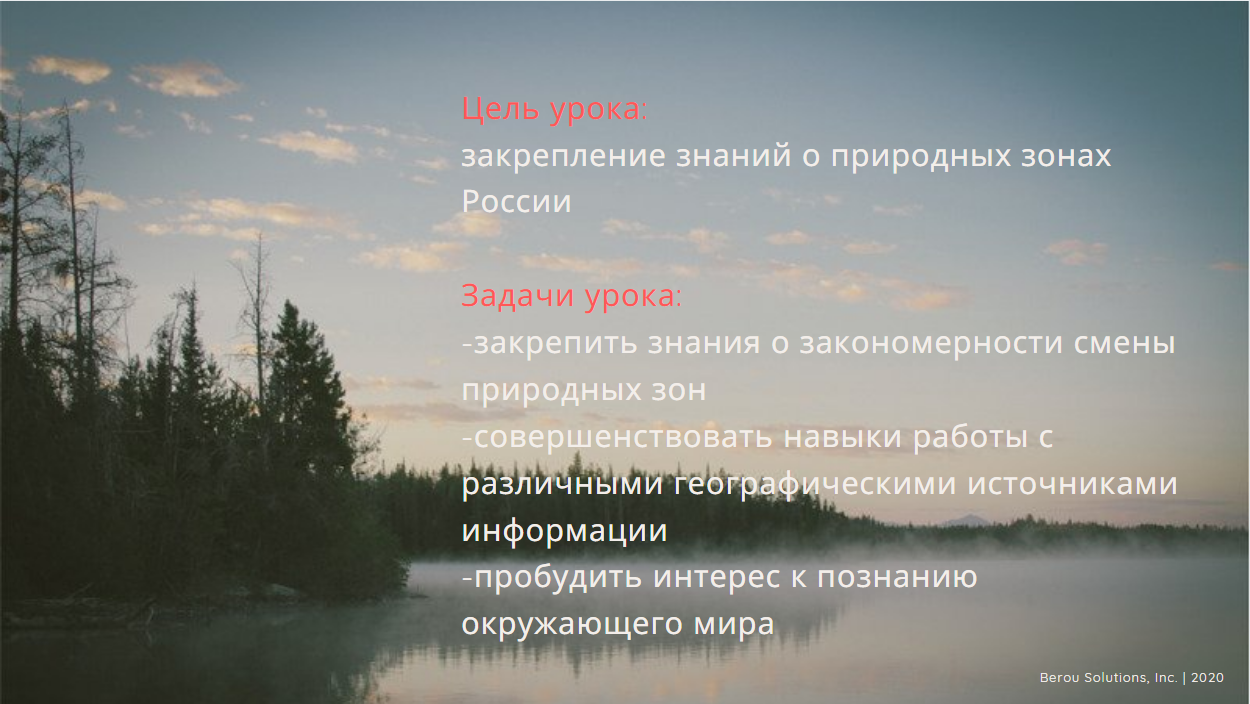 Цель урока:
закрепление знаний о природных зонах
России
Задачи урока:
-закрепить знания о закономерности смены
природных зон
-совершенствовать навыки работы с
различными географическими источниками
информации
-пробудить интерес к познанию
окружающего мира
Berou Solutions, Inc. | 2020